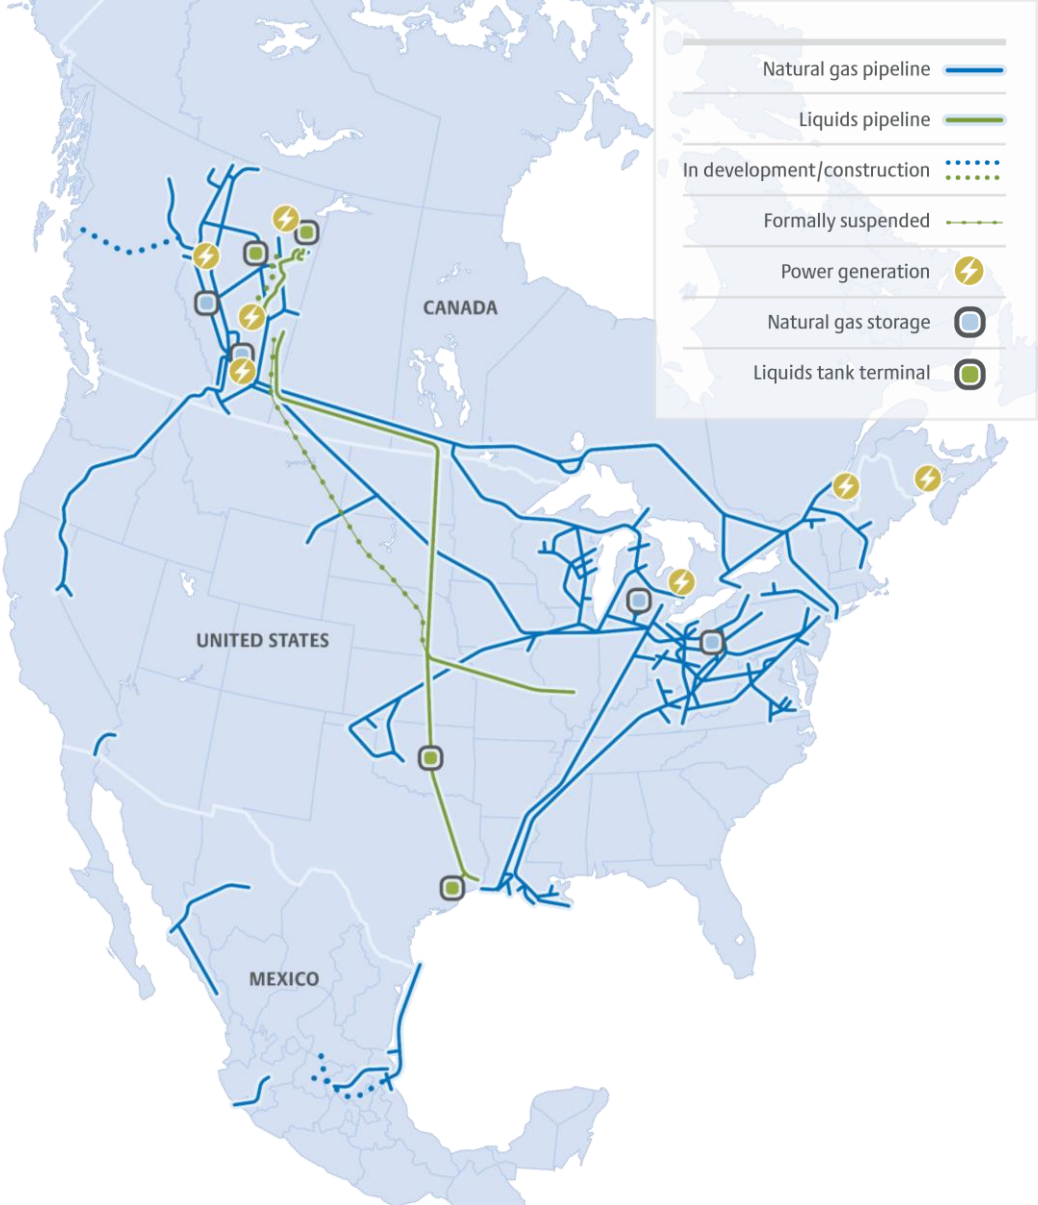 Natural gas pipeline
Liquids pipeline
In development/construction
Formally suspended
Power generation
Natural gas storage
Liquids tank terminal
CANADA
UNITED STATES
MEXICO